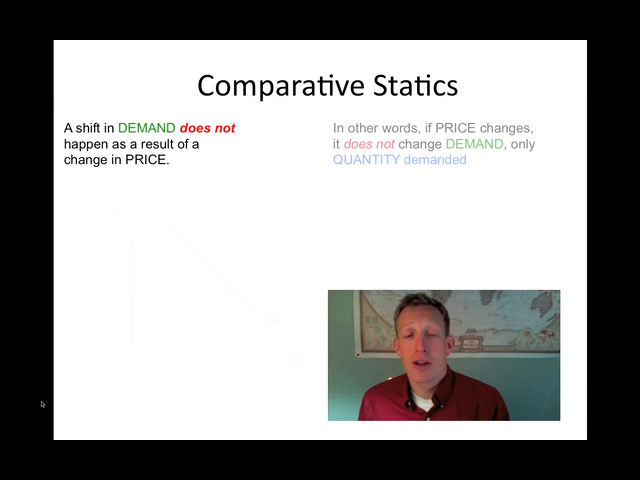 Comparative Statics
A shift in DEMAND does not
happen as a result of a
change in PRICE.
In other words, if PRICE changes,
it does not change DEMAND, only
QUANTITY demanded